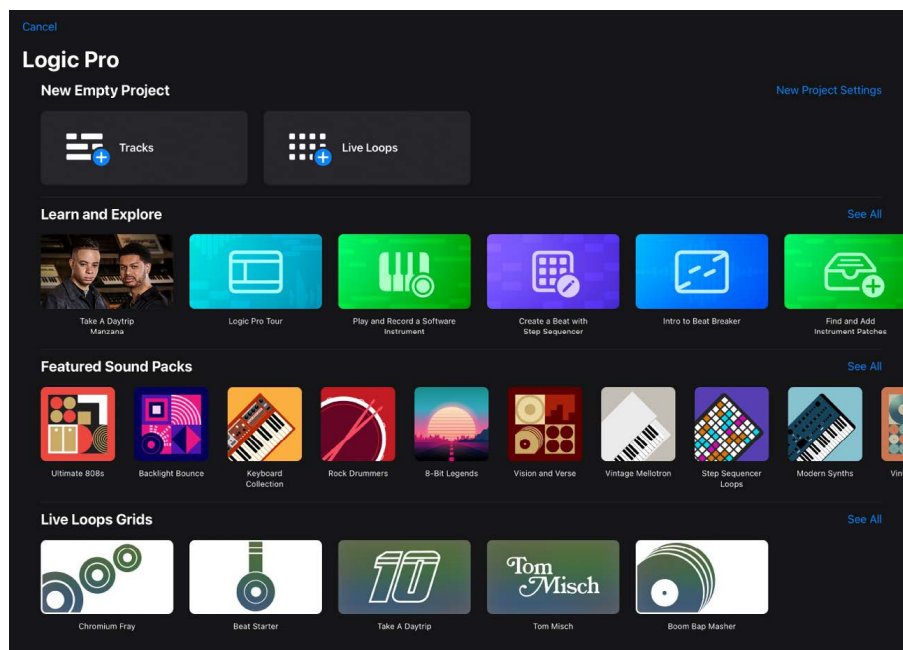 Cancel
Logic Pro
New Empty Project
New Project Settings
Tracks
Live Loops
Learn and Explore
See All
Take A Daytrip
Manzana
Logic Pro Tour
Play and Record a Software
Instrument
Create a Beat with
Step Sequencer
Intro to Beat Breaker
Find and Add
Instrument Patches
Featured Sound Packs
See All
Ultimate 808s
Backlight Bounce
Keyboard
Collection
Rock Drummers
8-Bit Legends
Vision and Verse
Vintage Mellotron
Step Sequencer
Loops
Modern Synths
Live Loops Grids
See All
10
Tom
Misch
Chromium Fray
Beat Starter
Take A Daytrip
Tom Misch
Boom Bap Masher